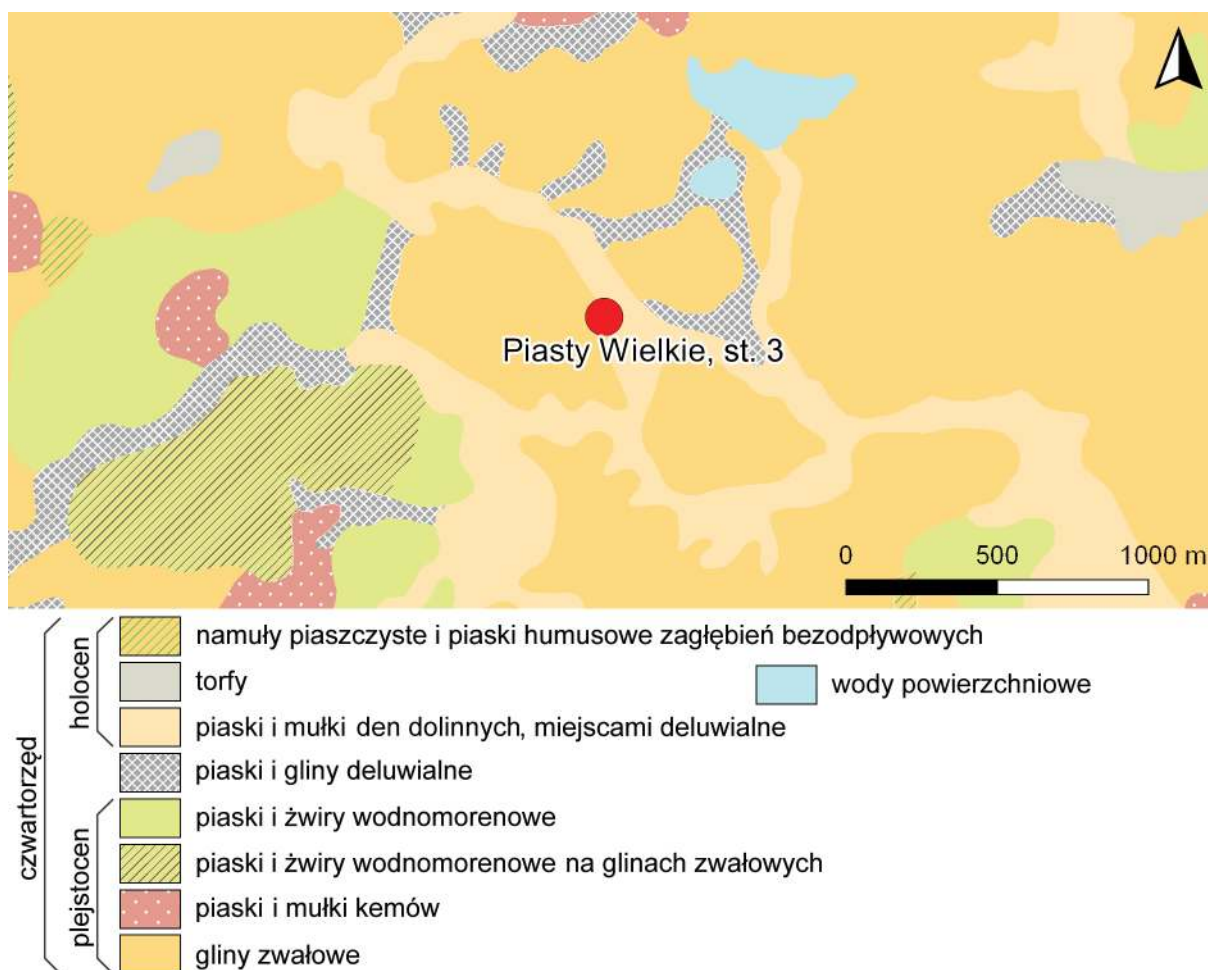 Piasty Wielkie, st. 3
0 500 1000 m
czwartorzęd
holocen
namuły piaszczyste i piaski humusowe zagłębień bezodpływowych
torfy
wody powierzchniowe
piaski i mułki den dolinnych, miejscami deluwialne
piaski i gliny deluwialne
plejstocen
piaski i żwiry wodnomorenowe
piaski i żwiry wodnomorenowe na glinach zwałowych
piaski i mułki kemów
gliny zwałowe